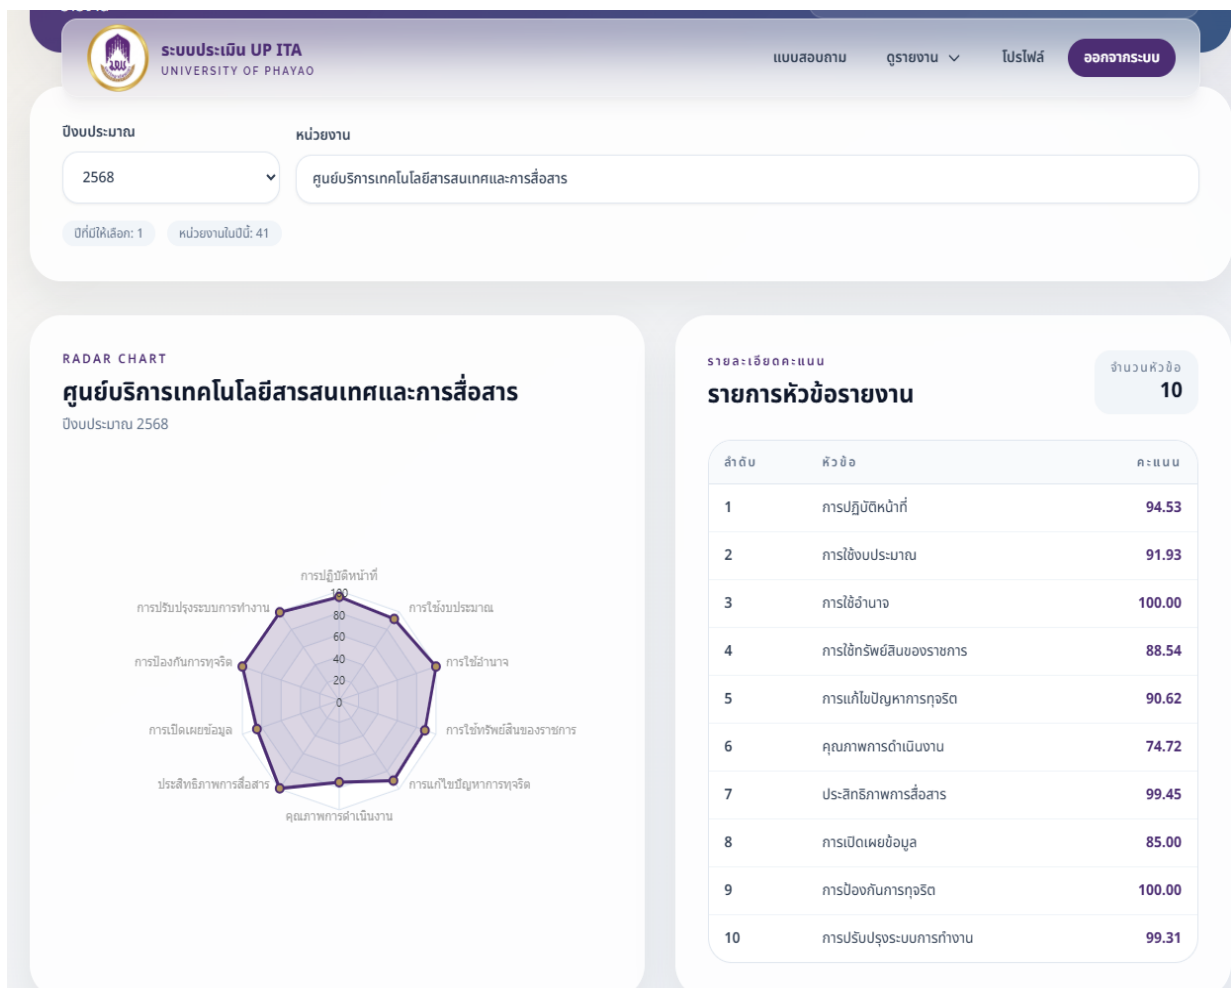 ระบบประเมิน UP ITA
UNIVERSITY OF PHAYAO
แบบสอบถาม
ดูรายงาน
โปรไฟล์
ออกจากระบบ
ปีงบประมาณ
2568
หน่วยงาน
ศูนย์บริการเทคโนโลยีสารสนเทศและการสื่อสาร
ปีที่มีให้เลือก: 1
หน่วยงานในปีนี้: 41
RADAR CHART
ศูนย์บริการเทคโนโลยีสารสนเทศและการสื่อสาร
ปีงบประมาณ 2568
การปฏิบัติหน้าที่
การปรับปรุงระบบการทำงาน
การใช้งบประมาณ
การป้องกันการทุจริต
การใช้อำนาจ
การเปิดเผยข้อมูล
การใช้ทรัพย์สินของราชการ
ประสิทธิภาพการสื่อสาร
การแก้ไขปัญหาการทุจริต
คุณภาพการดำเนินงาน
100
80
60
40
20
0
รายละเอียดคะแนน
รายการหัวข้อรายงาน
จำนวนหัวข้อ
10
ลำดับ หัวข้อ คะแนน
1 การปฏิบัติหน้าที่ 94.53
2 การใช้งบประมาณ 91.93
3 การใช้อำนาจ 100.00
4 การใช้ทรัพย์สินของราชการ 88.54
5 การแก้ไขปัญหาการทุจริต 90.62
6 คุณภาพการดำเนินงาน 74.72
7 ประสิทธิภาพการสื่อสาร 99.45
8 การเปิดเผยข้อมูล 85.00
9 การป้องกันการทุจริต 100.00
10 การปรับปรุงระบบการทำงาน 99.31